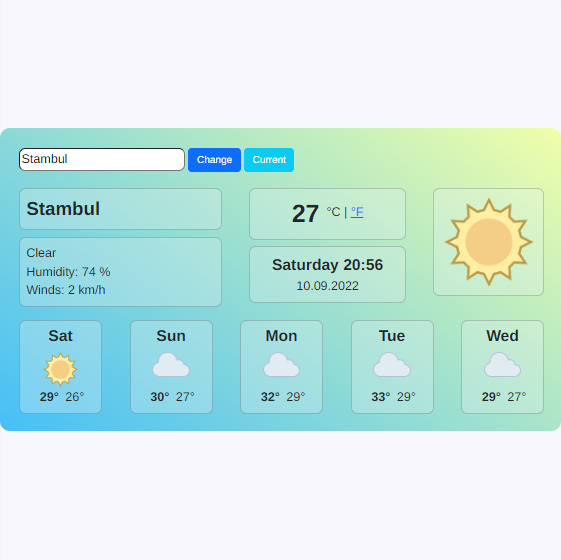 Stambul
Change
Current
Stambul
Clear
Humidity: 74 %
Winds: 2 km/h
27 °C | °F
Saturday 20:56
10.09.2022
Sat
29° 26°
Sun
30° 27°
Mon
32° 29°
Tue
33° 29°
Wed
29° 27°